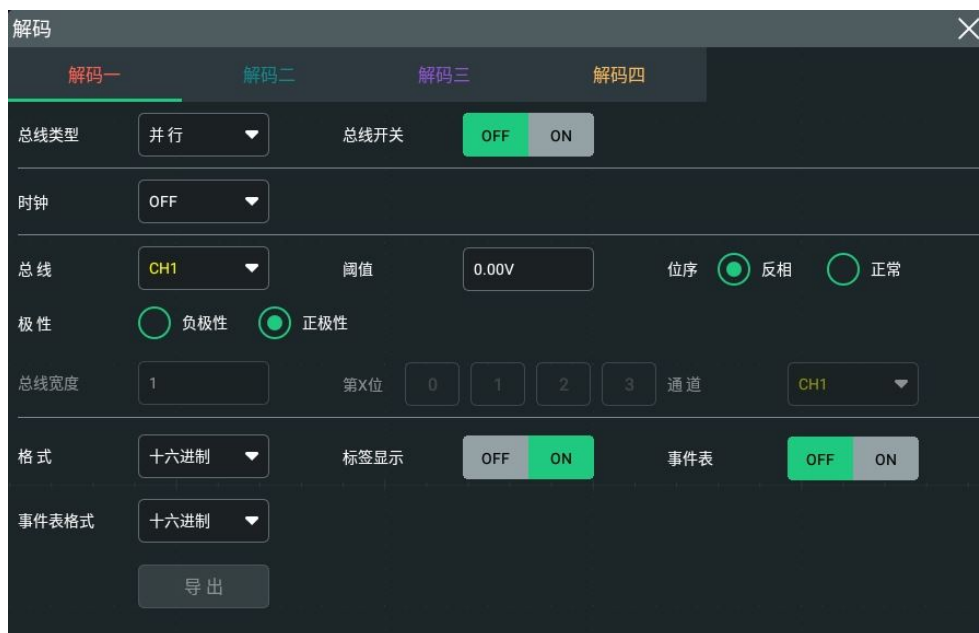 解码
解码一 解码二 解码三 解码四
总线类型 并行 总线开关 OFF ON
时钟 OFF
总线 CH1 阈值 0.00V 位序 反相 正常
极性 负极性 正极性
总线宽度 1 第X位 0 1 2 3 通道 CH1
格式 十六进制 标签显示 OFF ON 事件表 OFF ON
事件表格式 十六进制
导出